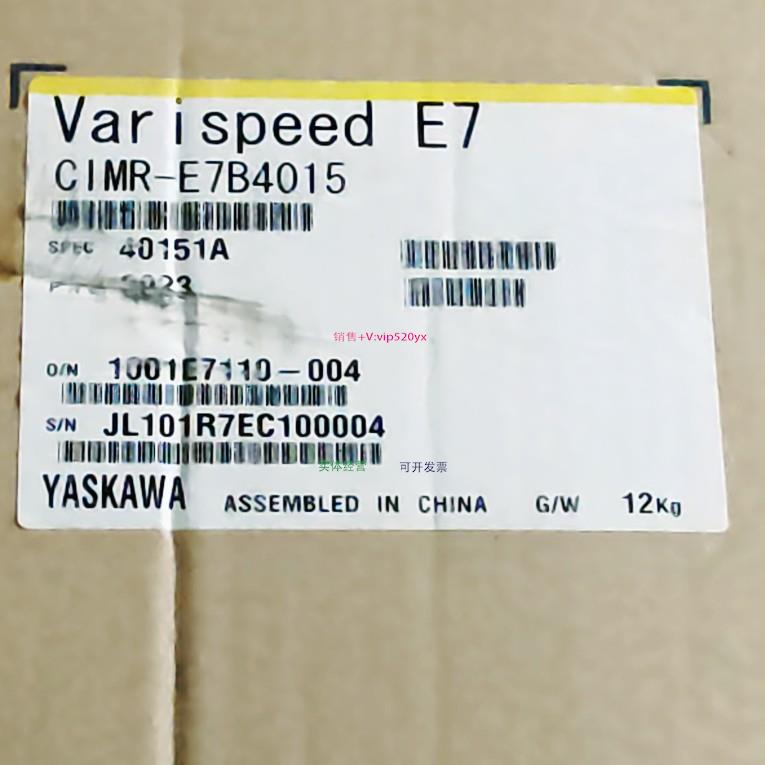 Varispeed E7
CIMR-E7B4015
SPEC 40151A
销售+V:vip520yx
O/N 1001E7110-004
S/N JL101R7EC100004
实体经营 可开发票
YASKAWA ASSEMBLED IN CHINA G/W 12Kg